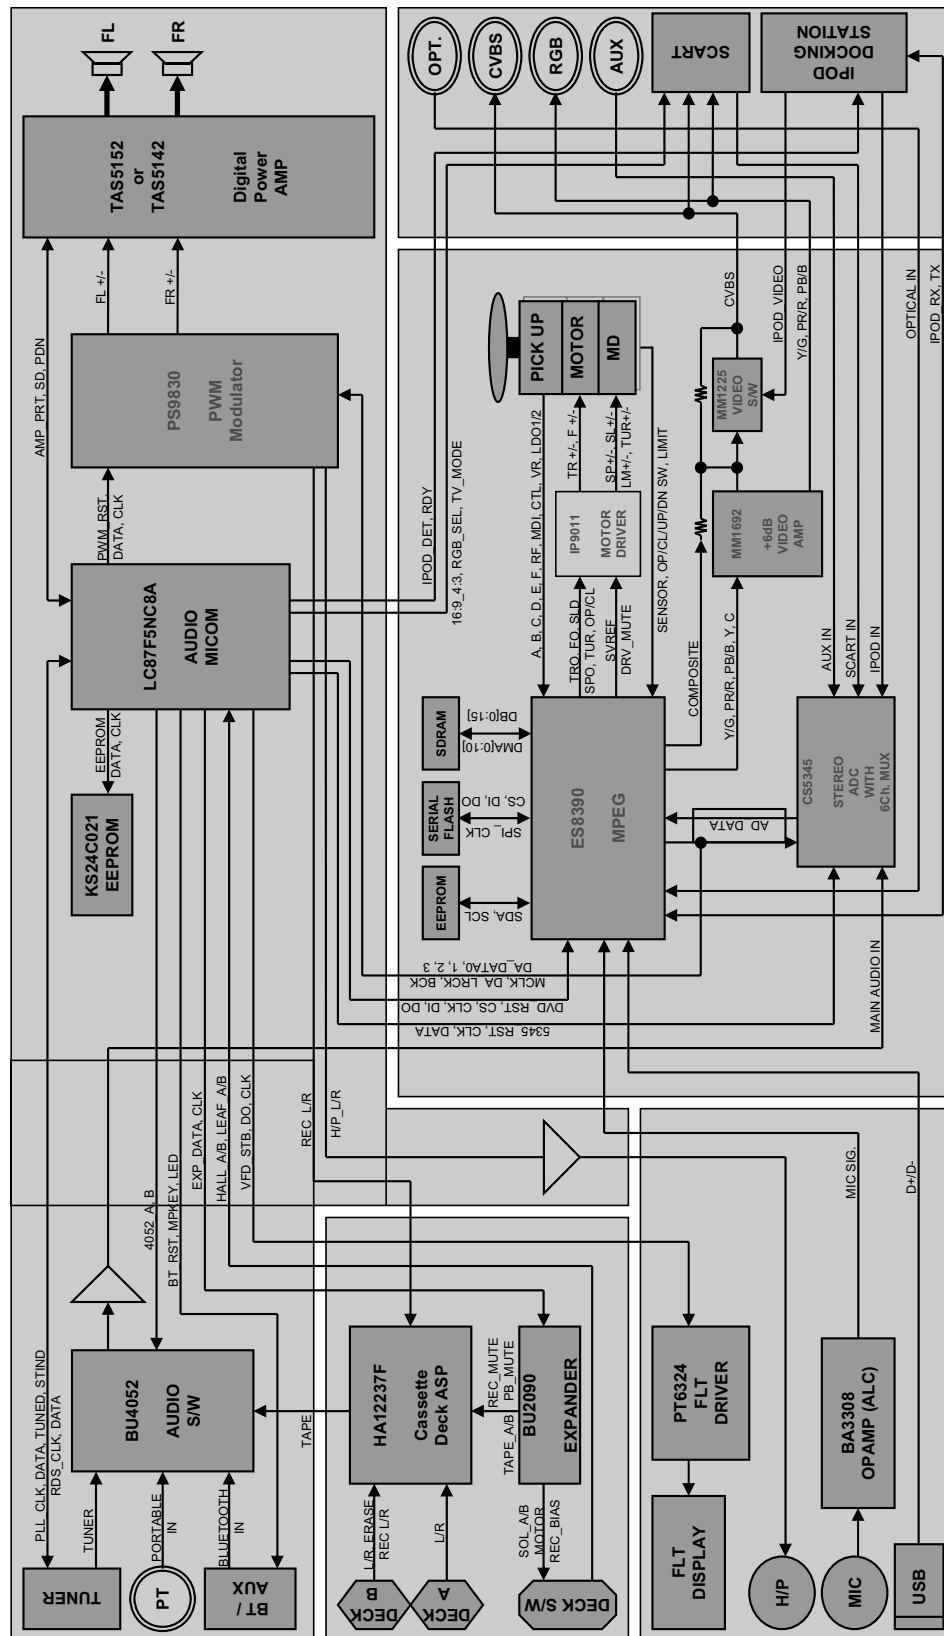 FL
FR
TAS5152
or
TAS5142
Digital
Power
AMP
AMP_PRT, SD, PDN
FL +/-
FR +/-
PS9830
PWM
Modulator
PWM_RST,
DATA, CLK
LC87F5NC8A
AUDIO
MICOM
EEPROM
DATA, CLK
KS24C021
EEPROM
IPOD_DET, RDY
16:9_4:3, RGB_SEL, TV_MODE
PLL_CLK, DATA, TUNED, STIND
RDS_CLK, DATA
4052_A, B
BT_RST, MPKEY, LED
EXP_DATA, CLK
HALL_A/B, LEAF_A/B
VFD_STB, DO, CLK
REC_L/R
H/P_L/R
BU4052
AUDIO
S/W
TUNER
PORTABLE
IN
BLUETOOTH
IN
TAPE
TUNER
PT
BT /
AUX
HA12237F
Cassette
Deck ASP
L/R, ERASE
REC L/R
L/R
DECK
B
DECK
A
REC_MUTE
TAPE_A/B PB_MUTE
BU2090
EXPANDER
SOL_A/B
MOTOR
REC_BIAS
DECK S/W
OPT.
CVBS
RGB
AUX
SCART
IPOD
DOCKING
STATION
PICK UP
MOTOR
MD
A, B, C, D, E, F, RF, MDI, CTL, VR, LDO1/2
TR +/-, F +/-
SP+/-, SL+/-
LM+/-, TUR+/-
IP9011
MOTOR
DRIVER
TRO, FO, SLD
SPO, TUR, OP/CL
SVREF
DRV_MUTE
SENSOR, OP/CL/UP/DN SW, LIMIT
CVBS
IPOD_VIDEO
Y/G, PR/R, PB/B
OPTICAL IN
IPOD_RX, TX
MM1225
VIDEO
S/W
MM1692
+6dB
VIDEO
AMP
COMPOSITE
Y/G, PR/R, PB/B, Y, C
AUX IN
SCART IN
IPOD IN
SDRAM
DB[0:15]
DMA[0:10]
SERIAL
FLASH
CS, DI, DO
SPI_CLK
EEPROM
SDA, SCL
ES8390
MPEG
AD_DATA
CS5345
STEREO
ADC
WITH
6Ch. MUX
DA_DATA0, 1, 2, 3
MCLK, DA_LRCK, BCK
DVD_RST, CS, CLK, DI, DO
5345_RST, CLK, DATA
MAIN AUDIO IN
MIC SIG.
D+/D-
PT6324
FLT
DRIVER
FLT
DISPLAY
BA3308
OPAMP (ALC)
H/P
MIC
USB